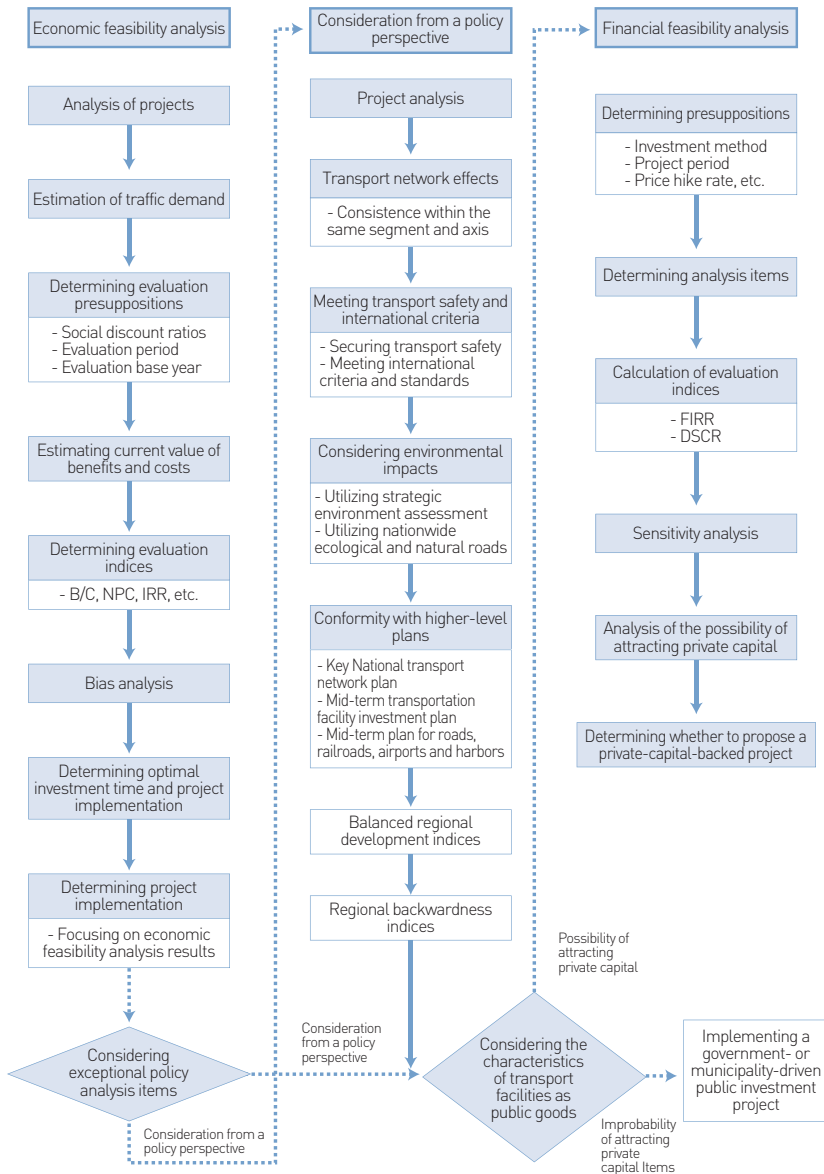 Economic feasibility analysis
Analysis of projects
Estimation of traffic demand
Determining evaluation
presuppositions
- Social discount ratios
- Evaluation period
- Evaluation base year
Estimating current value of
benefits and costs
Determining evaluation
indices
- B/C, NPC, IRR, etc.
Bias analysis
Determining optimal
investment time and project
implementation
Determining project
implementation
- Focusing on economic
feasibility analysis results
Considering
exceptional policy
analysis items
Consideration from a
policy perspective
Consideration
from a policy
perspective
Consideration from a policy
perspective
Project analysis
Transport network effects
- Consistence within the
same segment and axis
Meeting transport safety and
international criteria
- Securing transport safety
- Meeting international
criteria and standards
Considering environmental
impacts
- Utilizing strategic
environment assessment
- Utilizing nationwide
ecological and natural roads
Conformity with higher-level
plans
- Key National transport
network plan
- Mid-term transportation
facility investment plan
- Mid-term plan for roads,
railroads, airports and harbors
Balanced regional
development indices
Regional backwardness
indices
Considering the
characteristics
of transport
facilities as
public goods
Possibility of
attracting
private capital
Improbability
of attracting
private
capital Items
Implementing a
government- or
municipality-driven
public investment
project
Financial feasibility analysis
Determining presuppositions
- Investment method
- Project period
- Price hike rate, etc.
Determining analysis items
Calculation of evaluation
indices
- FIRR
- DSCR
Sensitivity analysis
Analysis of the possibility of
attracting private capital
Determining whether to propose a
private-capital-backed project